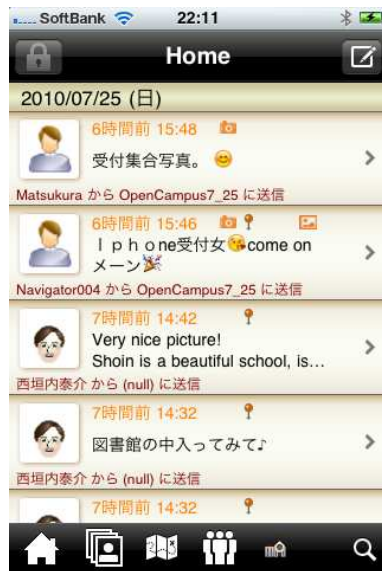 SoftBank 22:11
Home
2010/07/25 (日)
6時間前 15:48
受付集合写真。😊
Matsukura から OpenCampus7_25 に送信
6時間前 15:46
Ｉｐｈｏne受付女😘come on
メーン🎉
Navigator004 から OpenCampus7_25 に送信
7時間前 14:42
Very nice picture!
Shoin is a beautiful school, is...
西垣内泰介 から (null) に送信
7時間前 14:32
図書館の中入ってみて♪
西垣内泰介 から (null) に送信
7時間前 14:32